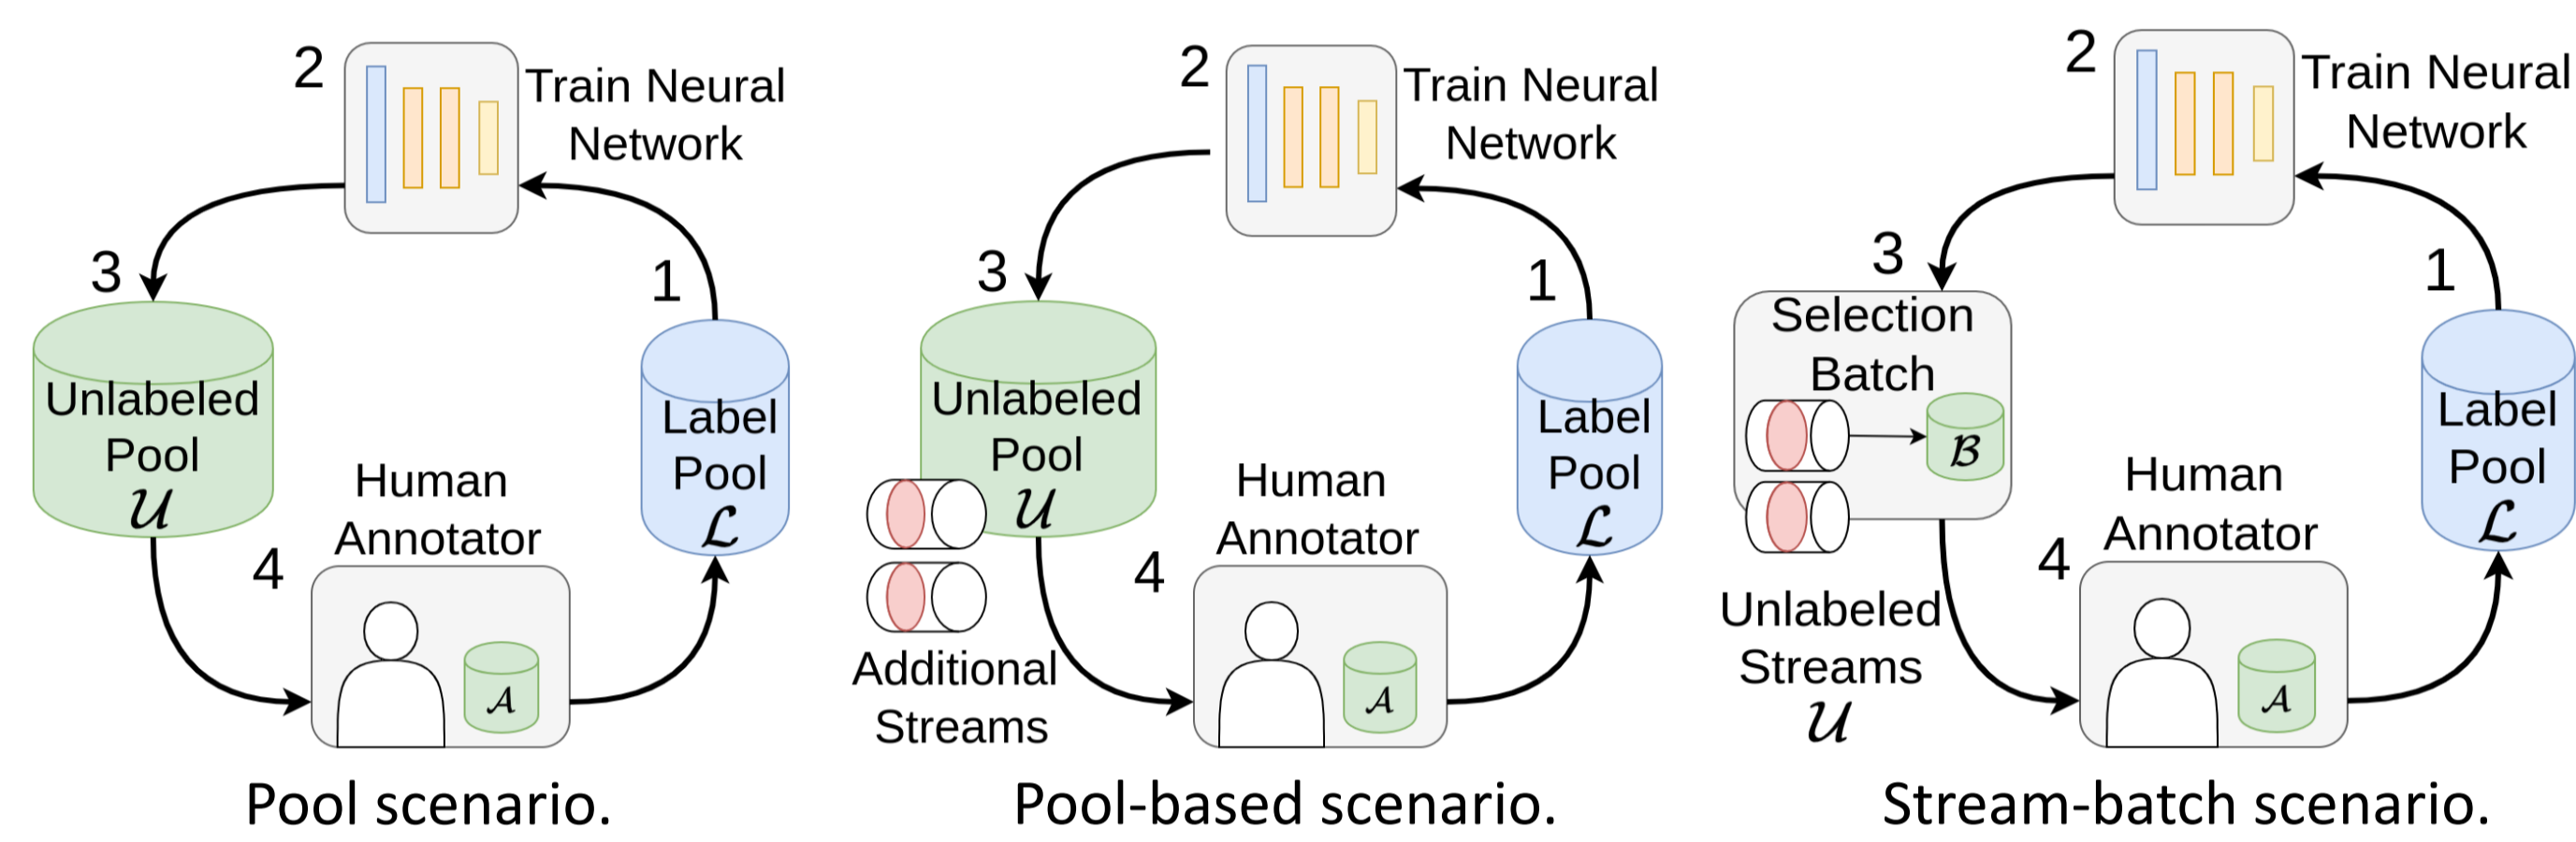 2
Train Neural
Network
3
1
Unlabeled
Pool
𝒰
Label
Pool
ℒ
Human
Annotator
4
𝒜
Pool scenario.
2
Train Neural
Network
3
1
Unlabeled
Pool
𝒰
Label
Pool
ℒ
Human
Annotator
4
Additional
Streams
𝒜
Pool-based scenario.
2
Train Neural
Network
3
1
Selection
Batch
ℬ
Label
Pool
ℒ
Human
Annotator
4
Unlabeled
Streams
𝒰
𝒜
Stream-batch scenario.